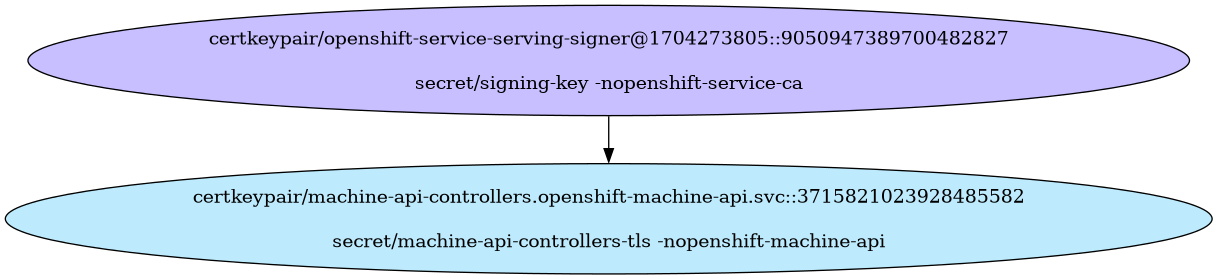 certkeypair/openshift-service-serving-signer@1704273805::9050947389700482827
secret/signing-key -nopenshift-service-ca
certkeypair/machine-api-controllers.openshift-machine-api.svc::3715821023928485582
secret/machine-api-controllers-tls -nopenshift-machine-api